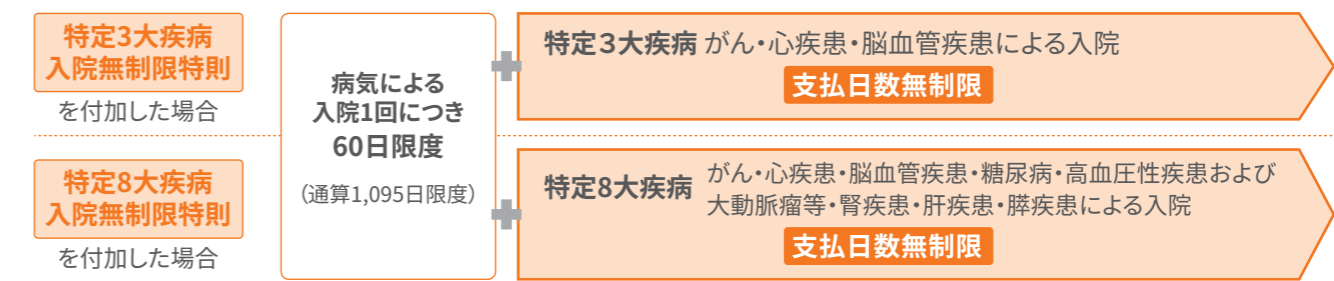 特定3大疾病
入院無制限特則
を付加した場合
病気による
入院1回につき
60日限度
（通算1,095日限度）
特定3大疾病 がん・心疾患・脳血管疾患による入院
支払日数無制限
特定8大疾病
入院無制限特則
を付加した場合
特定8大疾病
がん・心疾患・脳血管疾患・糖尿病・高血圧性疾患および
大動脈瘤等・腎疾患・肝疾患・膵疾患による入院
支払日数無制限